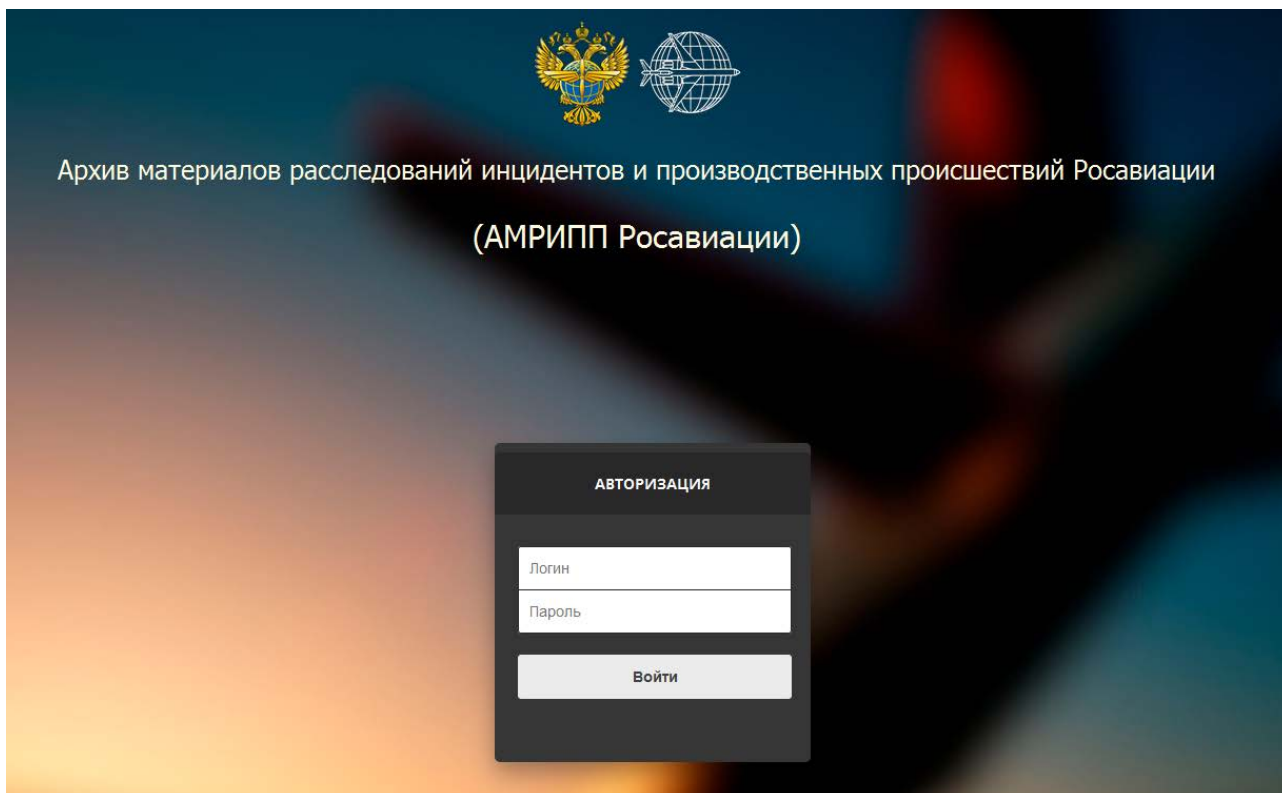 Архив материалов расследований инцидентов и производственных происшествий Росавиации
(АМРИПП Росавиации)
АВТОРИЗАЦИЯ
Логин
Пароль
Войти